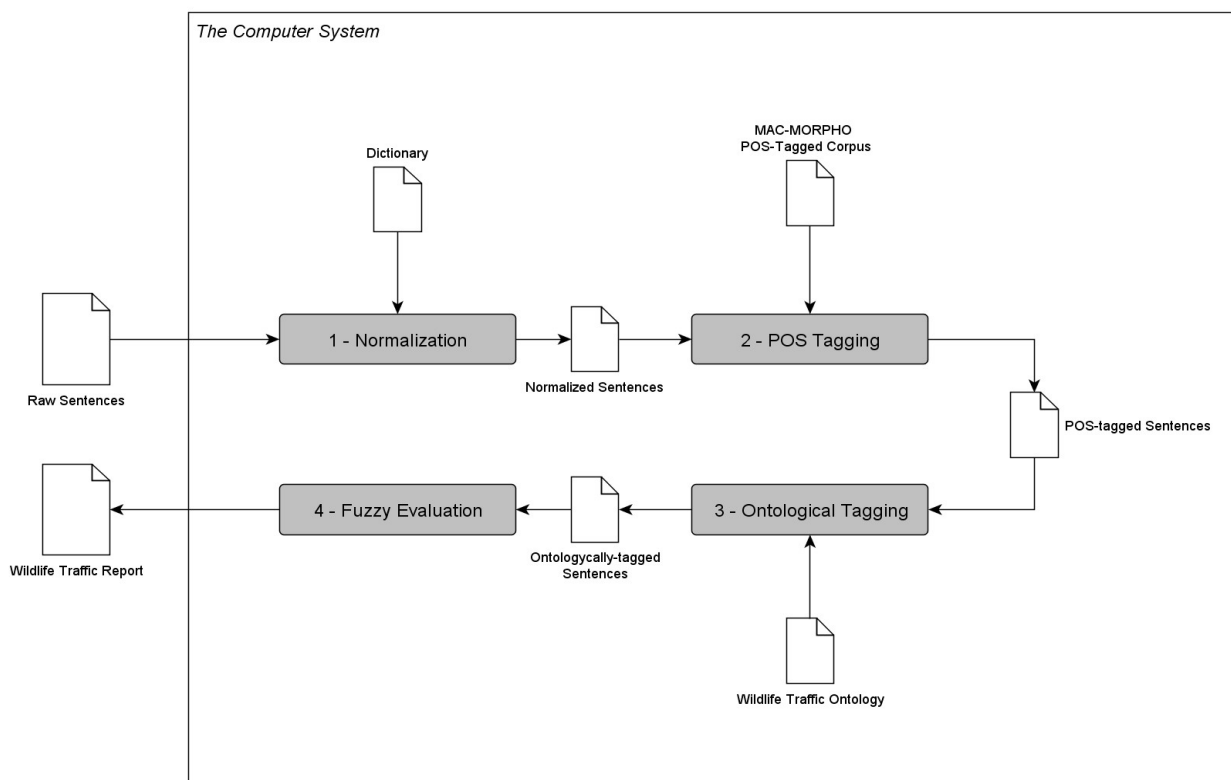 The Computer System
MAC-MORPHO
POS-Tagged Corpus
Dictionary
1 - Normalization
2 - POS Tagging
Normalized Sentences
Raw Sentences
POS-tagged Sentences
4 - Fuzzy Evaluation
3 - Ontological Tagging
Ontologycally-tagged
Sentences
Wildlife Traffic Report
Wildlife Traffic Ontology